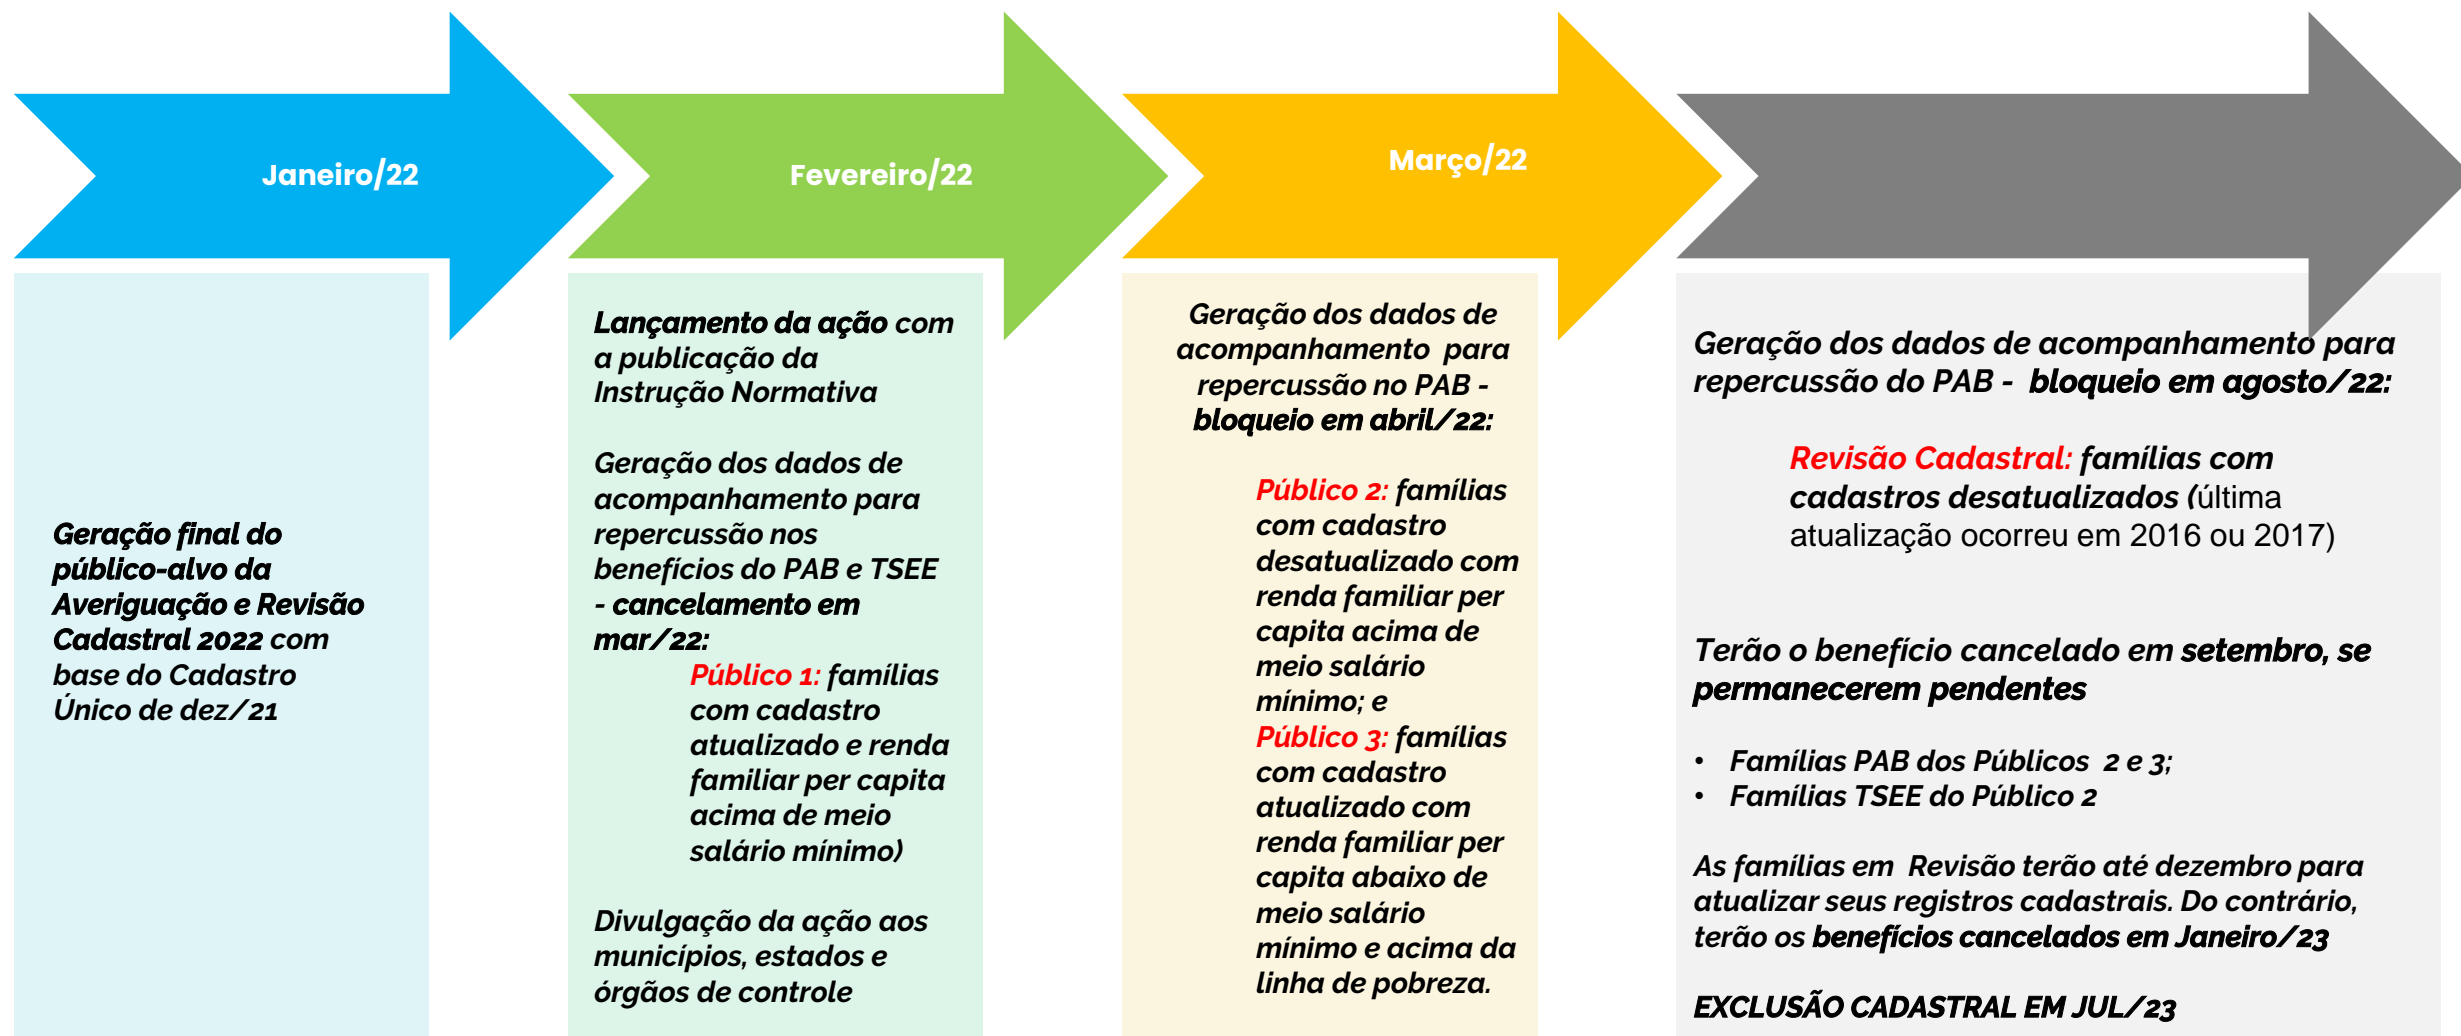 Janeiro/22
Geração final do
público-alvo da
Averiguação e Revisão
Cadastral 2022 com
base do Cadastro
Único de dez/21
Fevereiro/22
Lançamento da ação com
a publicação da
Instrução Normativa
Geração dos dados de
acompanhamento para
repercussão nos
benefícios do PAB e TSEE
- cancelamento em
mar/22:
Público 1: famílias
com cadastro
atualizado e renda
familiar per capita
acima de meio
salário mínimo)
Divulgação da ação aos
municípios, estados e
órgãos de controle
Março/22
Geração dos dados de
acompanhamento para
repercussão no PAB -
bloqueio em abril/22:
Público 2: famílias
com cadastro
desatualizado com
renda familiar per
capita acima de
meio salário
mínimo; e
Público 3: famílias
com cadastro
atualizado com
renda familiar per
capita abaixo de
meio salário
mínimo e acima da
linha de pobreza.
Geração dos dados de acompanhamento para
repercussão do PAB - bloqueio em agosto/22:
Revisão Cadastral: famílias com
cadastros desatualizados (última
atualização ocorreu em 2016 ou 2017)
Terão o benefício cancelado em setembro, se
permanecerem pendentes
• Famílias PAB dos Públicos 2 e 3;
• Famílias TSEE do Público 2
As famílias em Revisão terão até dezembro para
atualizar seus registros cadastrais. Do contrário,
terão os benefícios cancelados em Janeiro/23
EXCLUSÃO CADASTRAL EM JUL/23